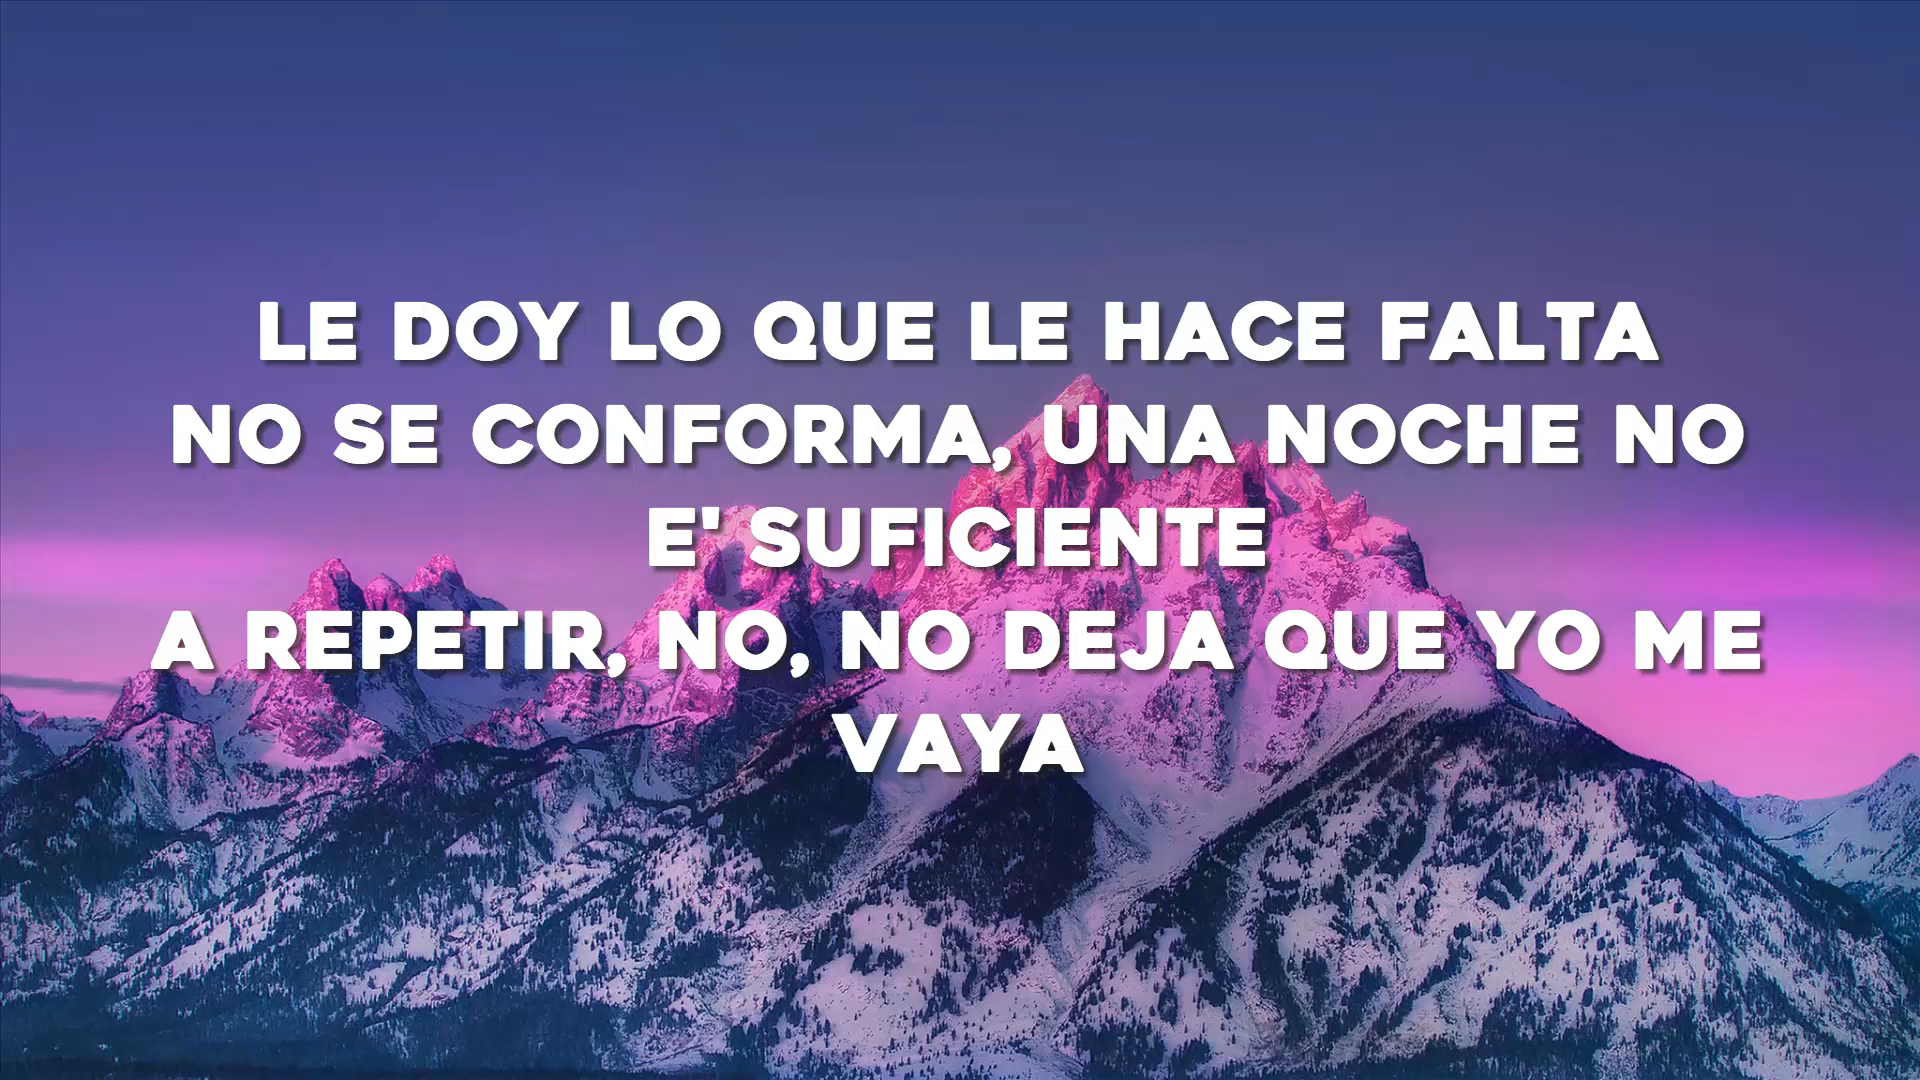 LE DOY LO QUE LE HACE FALTA
NO SE CONFORMA, UNA NOCHE NO
E' SUFICIENTE
A REPETIR, NO, NO DEJA QUE YO ME
VAYA